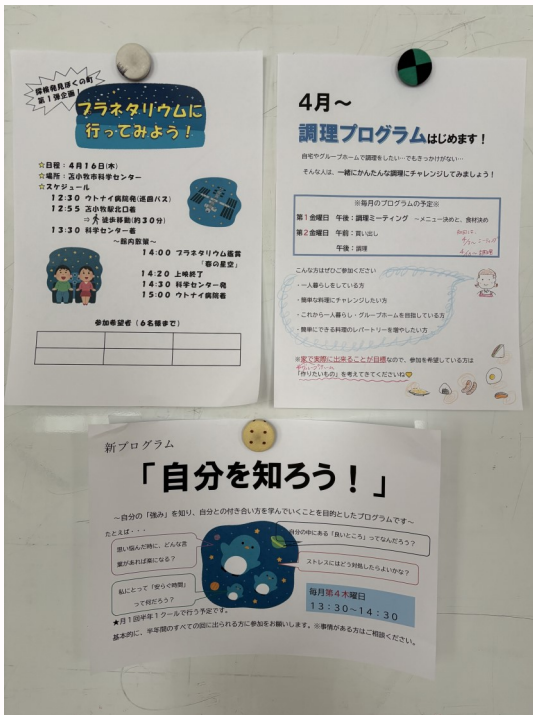 探検発見ぼくの町
第１弾企画！
プラネタリウムに
行ってみよう！
☆日程：４月１６日(木)
☆場所：苫小牧市科学センター
☆スケジュール
１２:３０ ウトナイ病院発(巡回バス)
１２:５５ 苫小牧駅北口着
⇒徒歩移動(約３０分)
１３:３０ 科学センター着
～館内散策～
１４:００ プラネタリウム鑑賞
「春の星空」
１４:２０ 上映終了
１４:３０ 科学センター発
１５:００ ウトナイ病院着
参加希望者（６名様まで）
4月～
調理プログラムはじめます！
自宅やグループホームで調理をしたい…でもきっかけがない…
そんな人は、一緒にかんたんな調理にチャレンジしてみましょう！
※毎月のプログラムの予定※
第１金曜日　午後：調理ミーティング　～メニュー決めと、食材決め
第２金曜日　午前：買い出し
午後：調理
こんな方はぜひご参加ください
・一人暮らしをしている方
・簡単な料理にチャレンジしたい方
・これから一人暮らし・グループホームを目指している方
・簡単にできる料理のレパートリーを増やしたい方
※家で実際に出来ることが目標なので、参加を希望している方は
「作りたいもの」を考えてきてくださいね
新プログラム
「自分を知ろう！」
～自分の「強み」を知り、自分との付き合い方を学んでいくことを目的としたプログラムです～
たとえば・・・
自分の中にある「良いところ」ってなんだろう？
思い悩んだ時に、どんな言
葉があれば楽になる？
ストレスにはどう対処したらよいかな？
私にとって「安らぐ時間」
って何だろう？
毎月第４木曜日
１３：３０～１４：３０
★月１回半年１クールで行う予定です。
基本的に、半年間のすべての回に出られる方に参加をお願いします。※事情がある方はご相談ください。